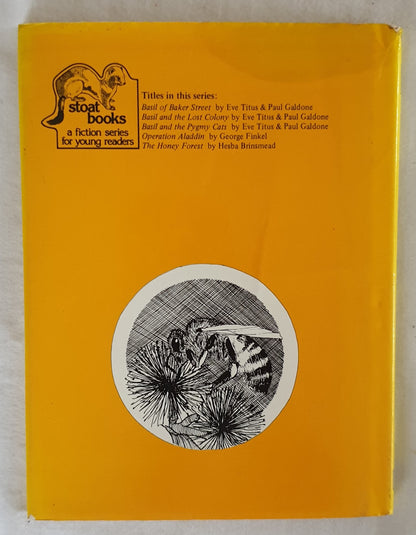 stoat
books
a fiction series
for young readers
Titles in this series:
Basil of Baker Street by Eve Titus & Paul Galdone
Basil and the Lost Colony by Eve Titus & Paul Galdone
Basil and the Pygmy Cats by Eve Titus & Paul Galdone
Operation Aladdin by George Finkel
The Honey Forest by Hesba Brinsmead